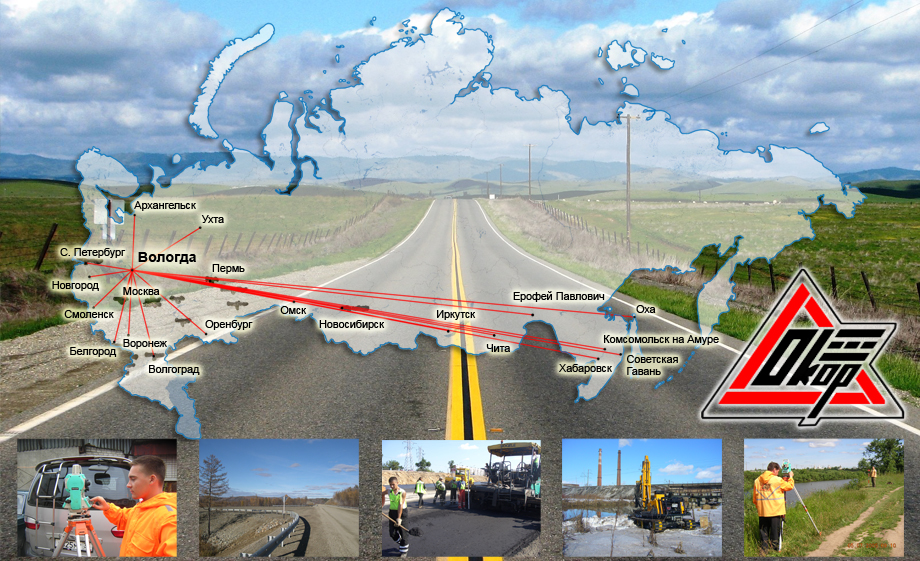 Архангельск
Ухта
С. Петербург
Вологда
Пермь
Новгород
Москва
Смоленск
Оренбург
Белгород
Воронеж
Волгоград
Омск
Новосибирск
Иркутск
Чита
Ерофей Павлович
Оха
Комсомольск на Амуре
Хабаровск
Советская
Гавань
Окор